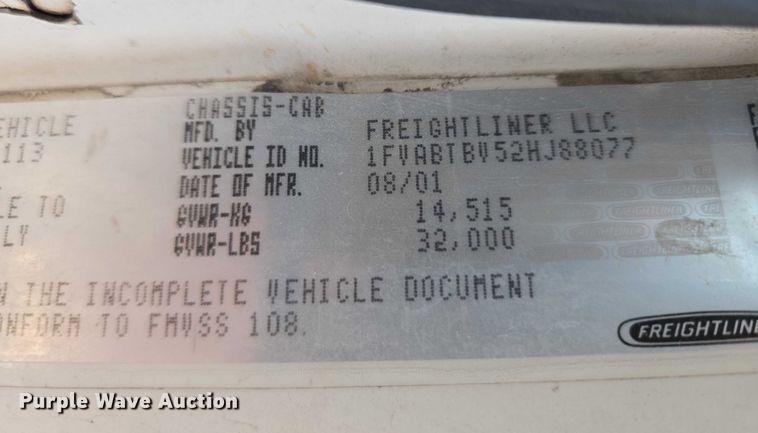 CHASSIS-CAB
EHICLE MFD. BY FREIGHTLINER LLC
113 VEHICLE ID NO. 1FVABTBV52HJ88077
DATE OF MFR. 08/01
LE TO GVWR-KG 14,515
LY GVWR-LBS 32,000
N THE INCOMPLETE VEHICLE DOCUMENT
ONFORM TO FMVSS 108.
FREIGHTLINE
Purple Wave Auction